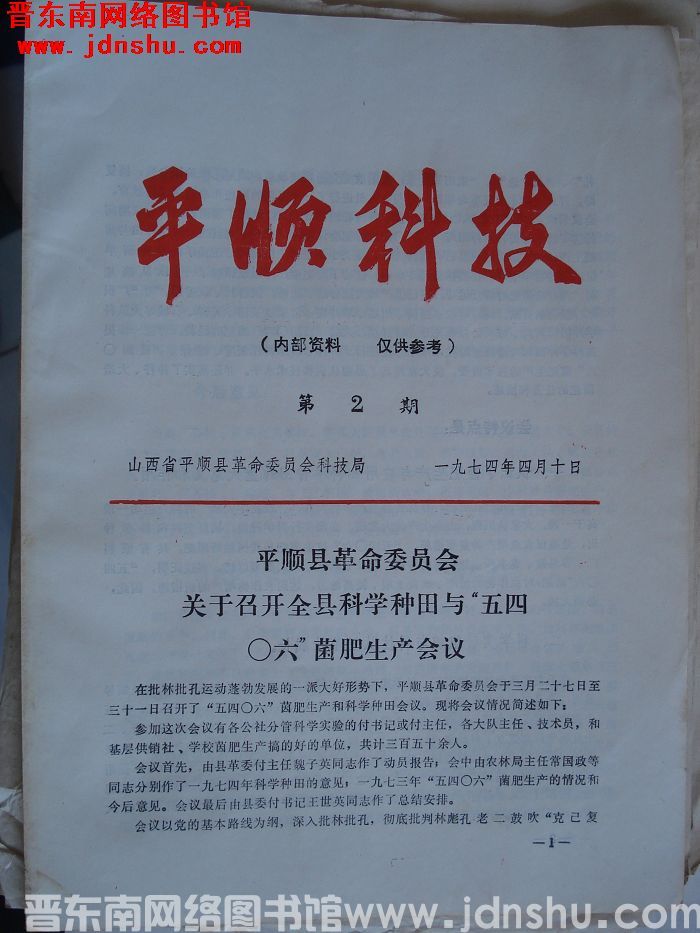 晋东南网络图书馆
www.jdnshu.com
平顺科技
（内部资料　仅供参考）
第 2 期
山西省平顺县革命委员会科技局　一九七四年四月十日
平顺县革命委员会
关于召开全县科学种田与“五四
〇六”菌肥生产会议
在批林批孔运动蓬勃发展的一派大好形势下，平顺县革命委员会于三月二十七日至
三十一日召开了“五四〇六”菌肥生产和科学种田会议。现将会议情况简述如下：
参加这次会议有各公社分管科学实验的付书记或付主任，各大队主任、技术员，和
基层供销社、学校菌肥生产搞的好的单位，共计三百五十余人。
会议首先，由县革委付主任魏子英同志作了动员报告；会中由农林局主任常国政等
同志分别作了一九七四年科学种田的意见；一九七三年“五四〇六”菌肥生产的情况和
今后意见。会议最后由县委付书记王世英同志作了总结安排。
会议以党的基本路线为纲，深入批林批孔，彻底批判林彪孔老二鼓吹“克己复
—1—
晋东南网络图书馆 www.jdnshu.com